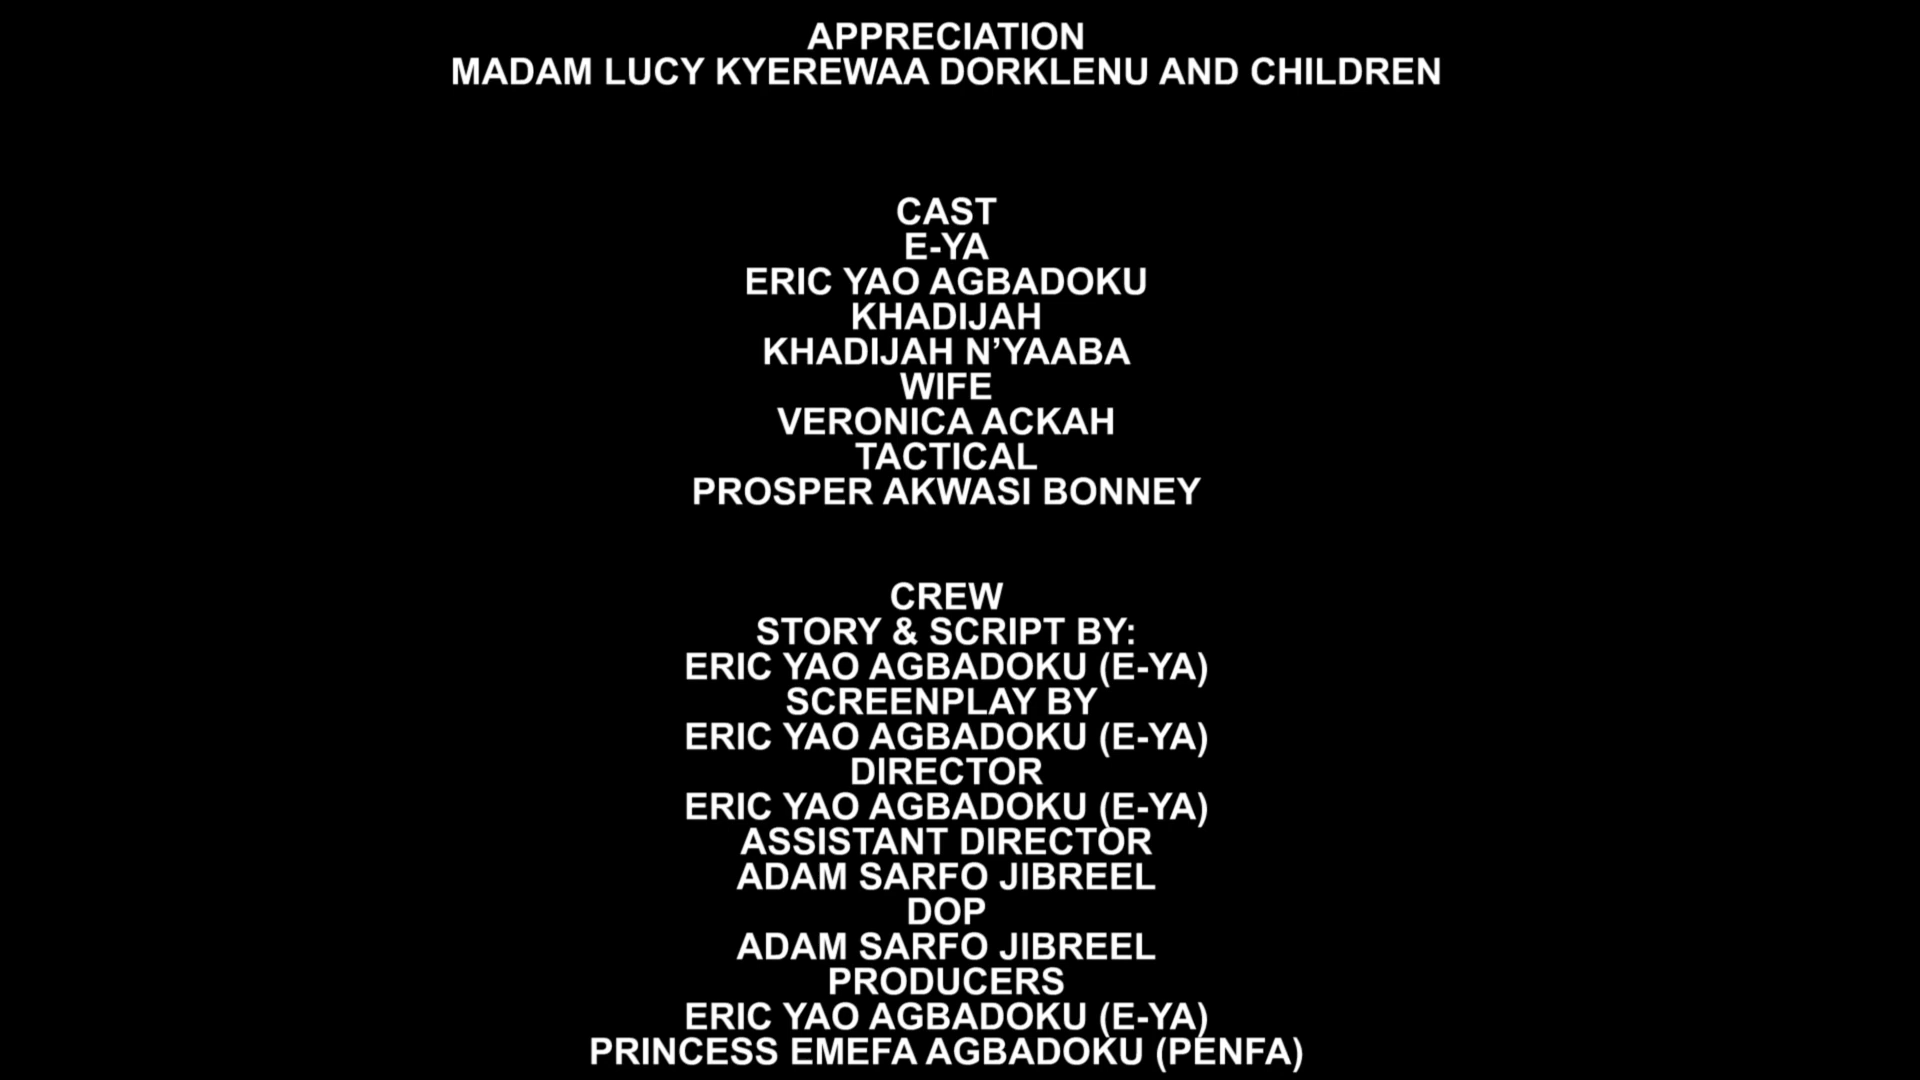 APPRECIATION
MADAM LUCY KYEREWAA DORKLENU AND CHILDREN
CAST
E-YA
ERIC YAO AGBADOKU
KHADIJAH
KHADIJAH N’YAABA
WIFE
VERONICA ACKAH
TACTICAL
PROSPER AKWASI BONNEY
CREW
STORY & SCRIPT BY:
ERIC YAO AGBADOKU (E-YA)
SCREENPLAY BY
ERIC YAO AGBADOKU (E-YA)
DIRECTOR
ERIC YAO AGBADOKU (E-YA)
ASSISTANT DIRECTOR
ADAM SARFO JIBREEL
DOP
ADAM SARFO JIBREEL
PRODUCERS
ERIC YAO AGBADOKU (E-YA)
PRINCESS EMEFA AGBADOKU (PENFA)